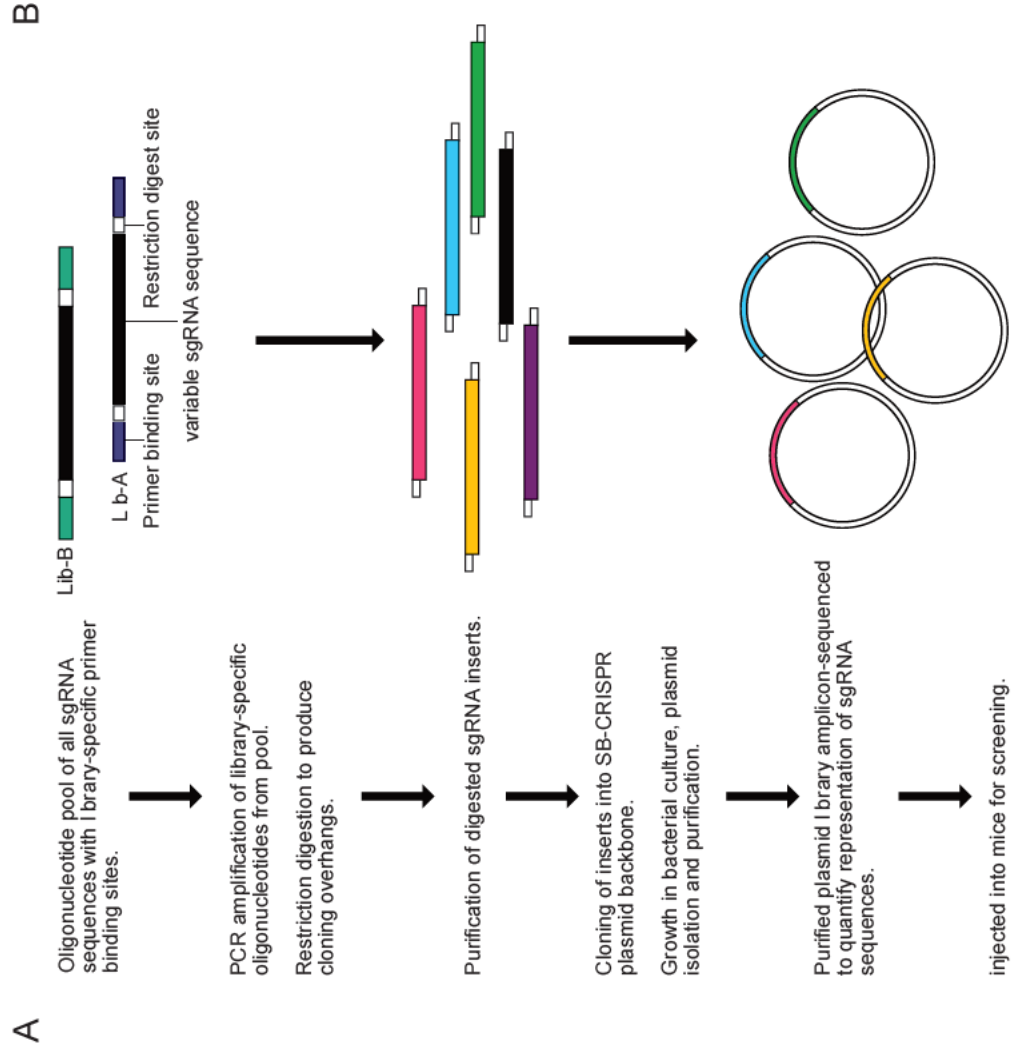 A
Oligonucleotide pool of all sgRNA
sequences with l brary-specific primer
binding sites.
PCR amplification of library-specific
oligonucleotides from pool.
Restriction digestion to produce
cloning overhangs.
Purification of digested sgRNA inserts.
Cloning of inserts into SB-CRISPR
plasmid backbone.
Growth in bacterial culture, plasmid
isolation and purification.
Purified plasmid l brary amplicon-sequenced
to quantify representation of sgRNA
sequences.
injected into mice for screening.
B
Lib-B
L b-A
Primer binding site
Restriction digest site
variable sgRNA sequence